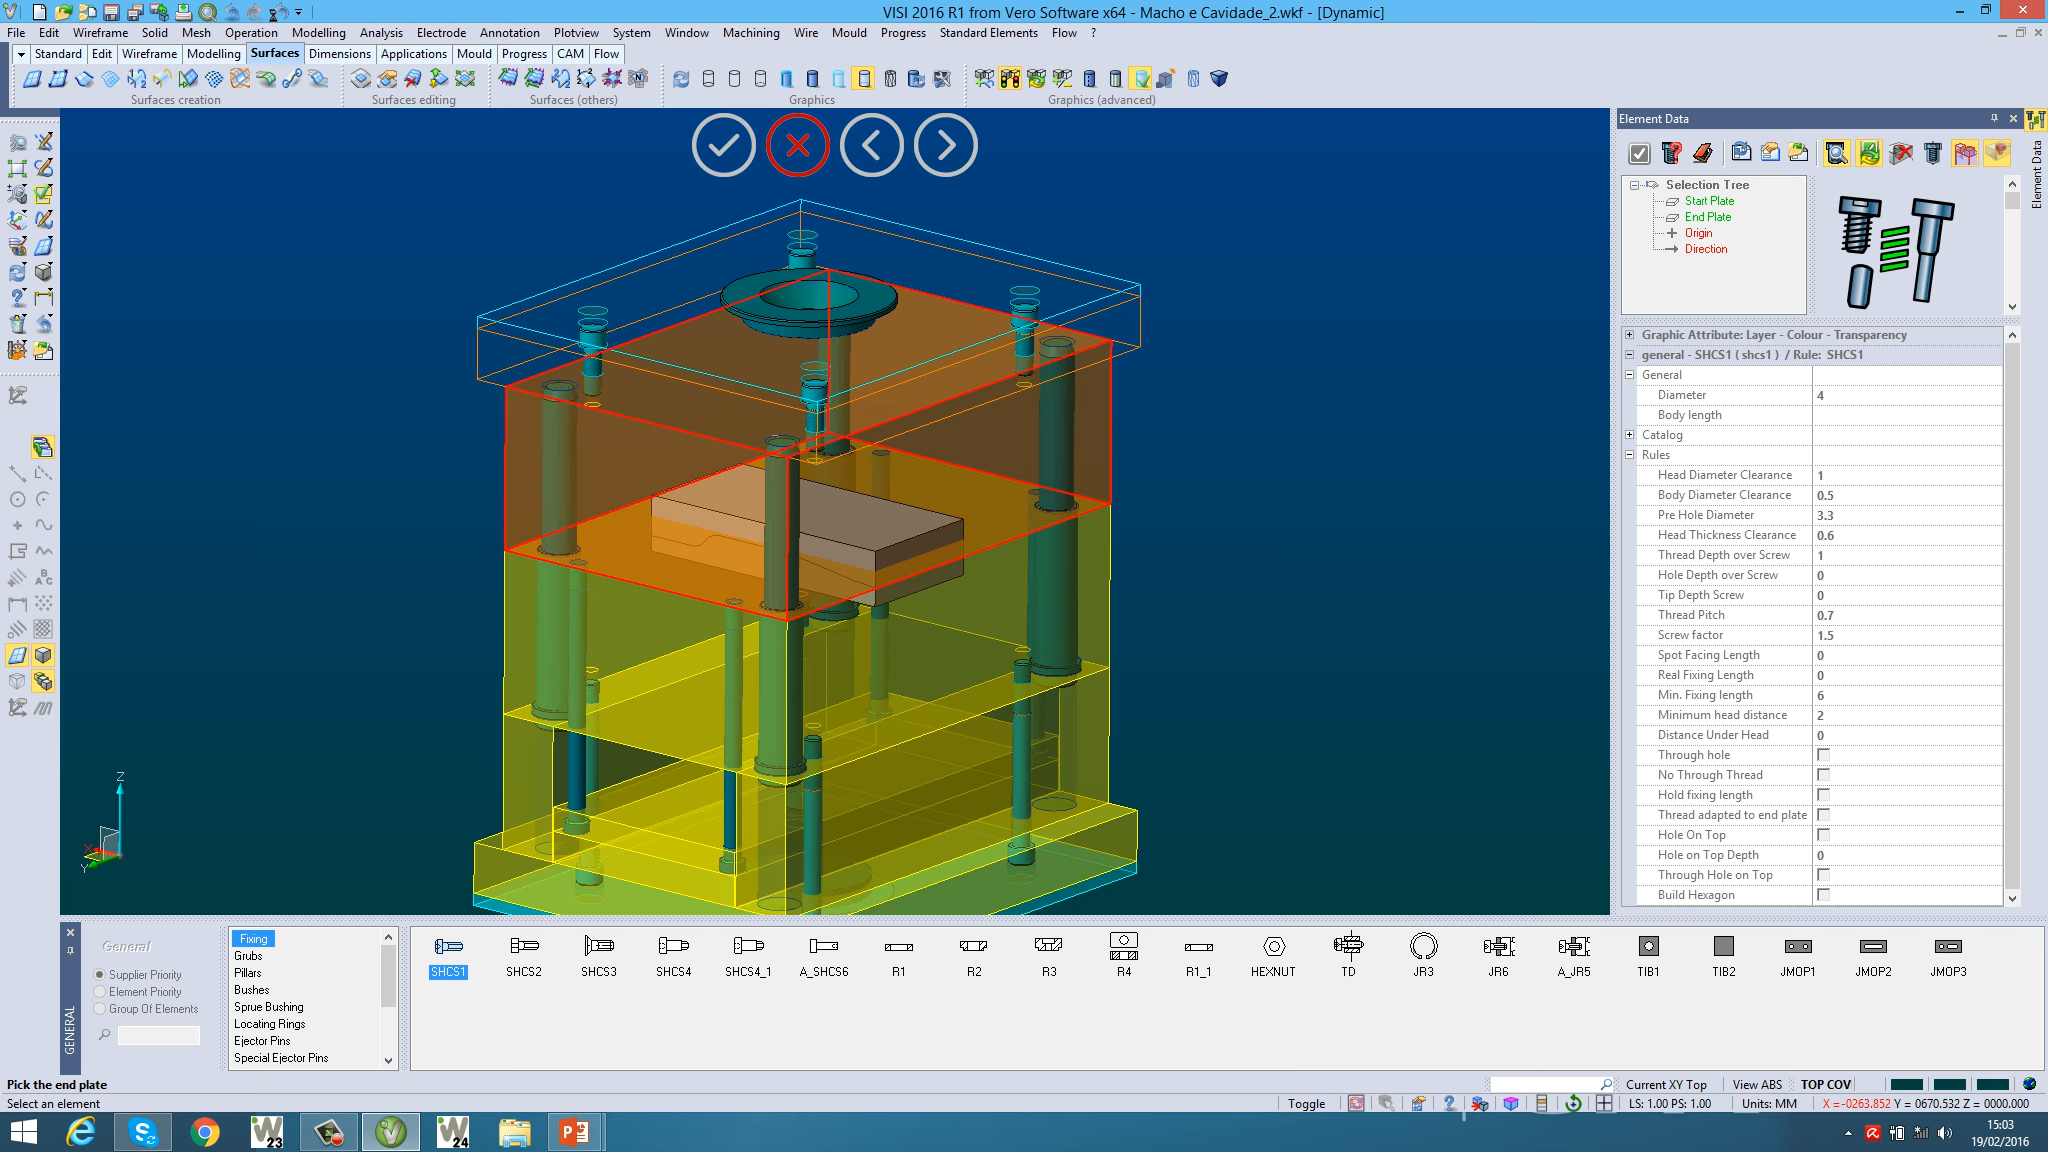 VISI 2016 R1 from Vero Software x64 - Macho e Cavidade_2.wkf - [Dynamic]
File Edit Wireframe Solid Mesh Operation Modelling Analysis Electrode Annotation Plotview System Window Machining Wire Mould Progress Standard Elements Flow ?
Standard Edit Wireframe Modelling Surfaces Dimensions Applications Mould Progress CAM Flow
Surfaces creation Surfaces editing Surfaces (others) Graphics Graphics (advanced)
Element Data
Element Data
Selection Tree
Start Plate
End Plate
Origin
Direction
Graphic Attribute: Layer - Colour - Transparency
general - SHCS1 ( shcs1 ) / Rule: SHCS1
General
Diameter 4
Body length
Catalog
Rules
Head Diameter Clearance 1
Body Diameter Clearance 0.5
Pre Hole Diameter 3.3
Head Thickness Clearance 0.6
Thread Depth over Screw 1
Hole Depth over Screw 0
Tip Depth Screw 0
Thread Pitch 0.7
Screw factor 1.5
Spot Facing Length 0
Real Fixing Length 0
Min. Fixing length 6
Minimum head distance 2
Distance Under Head 0
Through hole
No Through Thread
Hold fixing length
Thread adapted to end plate
Hole On Top
Hole on Top Depth 0
Through Hole on Top
Build Hexagon
Z
X
Y
GENERAL
General
Supplier Priority
Element Priority
Group Of Elements
Fixing
Grubs
Pillars
Bushes
Sprue Bushing
Locating Rings
Ejector Pins
Special Ejector Pins
SHCS1 SHCS2 SHCS3 SHCS4 SHCS4_1 A_SHCS6 R1 R2 R3 R4 R1_1 HEXNUT TD JR3 JR6 A_JR5 TIB1 TIB2 JMOP1 JMOP2 JMOP3
Pick the end plate
Current XY Top View ABS TOP COV
Select an element
Toggle LS: 1.00 PS: 1.00 Units: MM X =-0263.852 Y = 0670.532 Z = 0000.000
23 24
15:03
19/02/2016